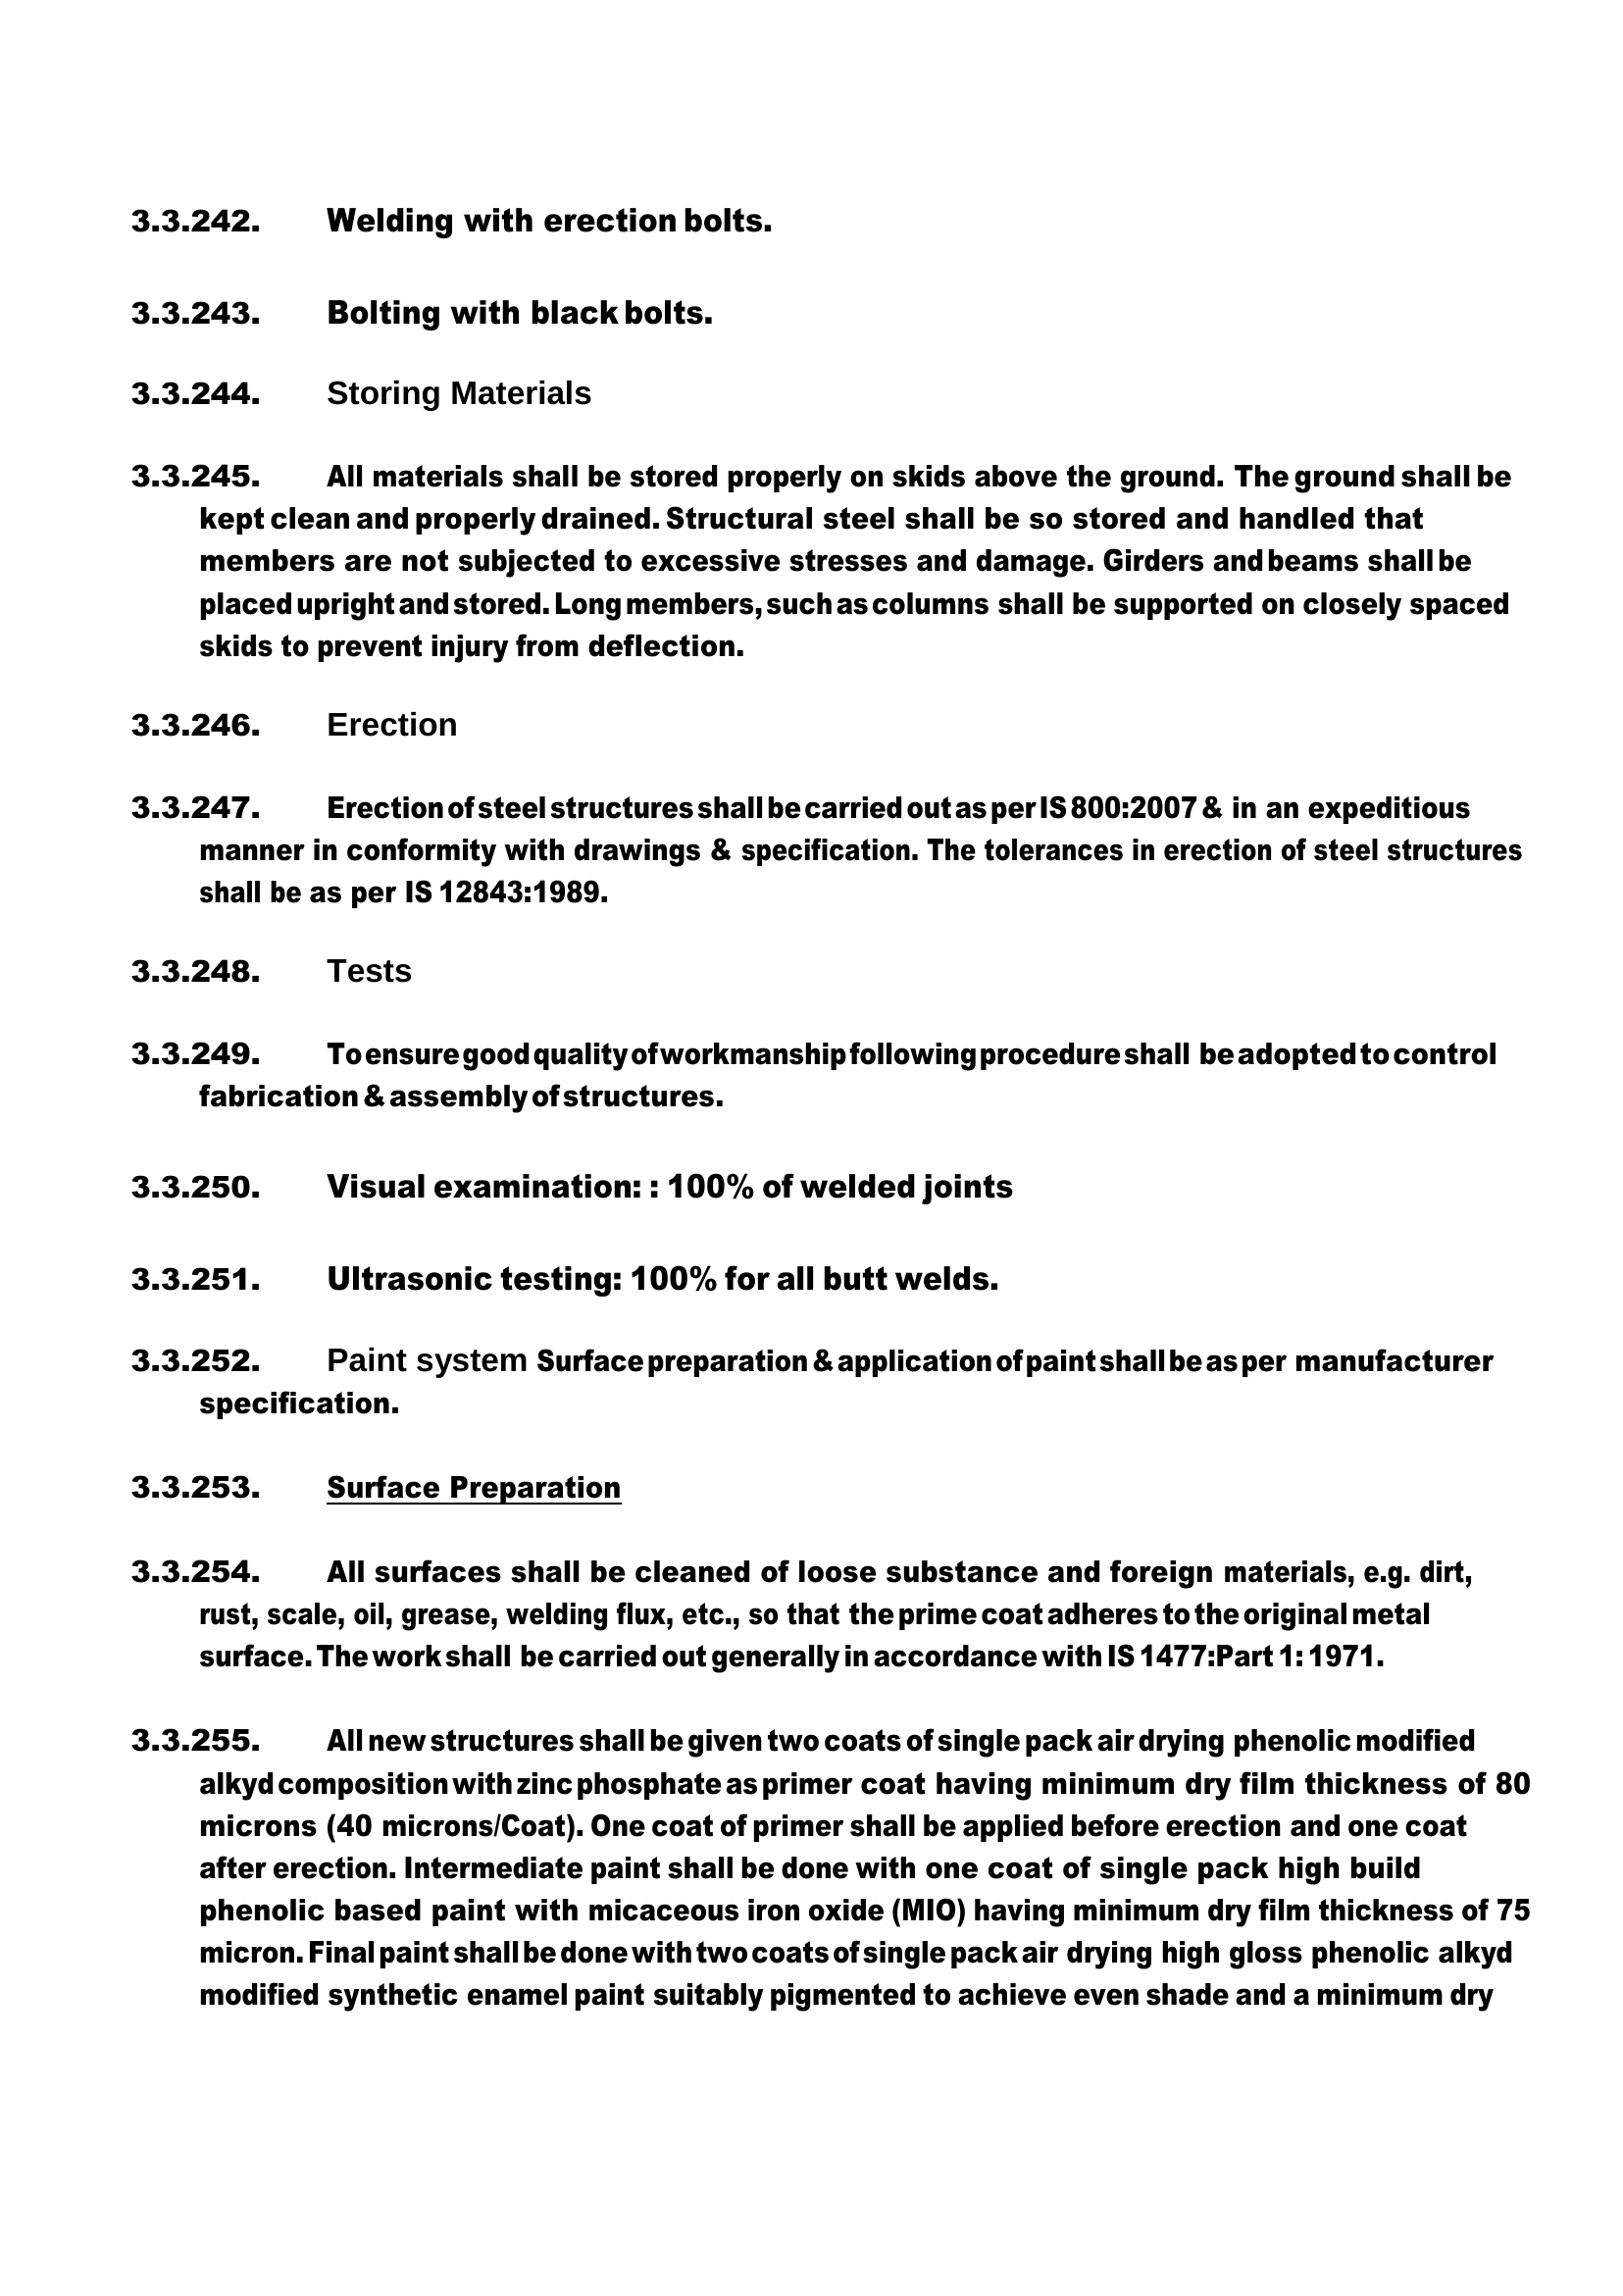 3.3.242. Welding with erection bolts.
3.3.243. Bolting with black bolts.
3.3.244. Storing Materials
3.3.245. All materials shall be stored properly on skids above the ground. The ground shall be
kept clean and properly drained. Structural steel shall be so stored and handled that
members are not subjected to excessive stresses and damage. Girders and beams shall be
placed upright and stored. Long members, such as columns shall be supported on closely spaced
skids to prevent injury from deflection.
3.3.246. Erection
3.3.247. Erection of steel structures shall be carried out as per IS 800:2007 & in an expeditious
manner in conformity with drawings & specification. The tolerances in erection of steel structures
shall be as per IS 12843:1989.
3.3.248. Tests
3.3.249. To ensure good quality of workmanship following procedure shall be adopted to control
fabrication & assembly of structures.
3.3.250. Visual examination: : 100% of welded joints
3.3.251. Ultrasonic testing: 100% for all butt welds.
3.3.252. Paint system Surface preparation & application of paint shall be as per manufacturer
specification.
3.3.253. Surface Preparation
3.3.254. All surfaces shall be cleaned of loose substance and foreign materials, e.g. dirt,
rust, scale, oil, grease, welding flux, etc., so that the prime coat adheres to the original metal
surface. The work shall be carried out generally in accordance with IS 1477:Part 1: 1971.
3.3.255. All new structures shall be given two coats of single pack air drying phenolic modified
alkyd composition with zinc phosphate as primer coat having minimum dry film thickness of 80
microns (40 microns/Coat). One coat of primer shall be applied before erection and one coat
after erection. Intermediate paint shall be done with one coat of single pack high build
phenolic based paint with micaceous iron oxide (MIO) having minimum dry film thickness of 75
micron. Final paint shall be done with two coats of single pack air drying high gloss phenolic alkyd
modified synthetic enamel paint suitably pigmented to achieve even shade and a minimum dry